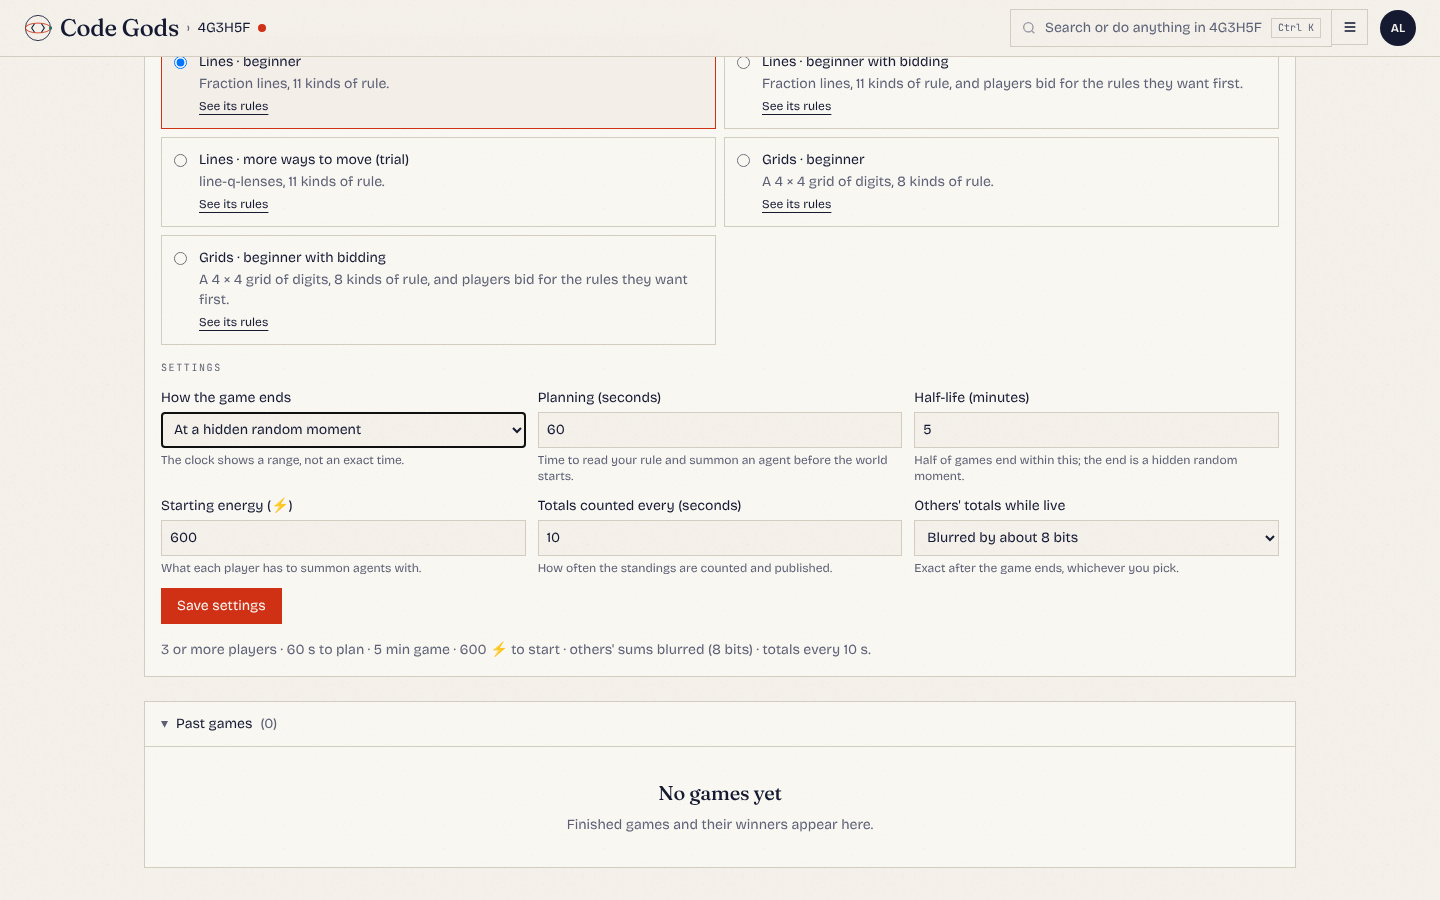 Code Gods › 4G3H5F
Search or do anything in 4G3H5F Ctrl K ☰ AL
Lines · beginner
Fraction lines, 11 kinds of rule.
See its rules
Lines · beginner with bidding
Fraction lines, 11 kinds of rule, and players bid for the rules they want first.
See its rules
Lines · more ways to move (trial)
line-q-lenses, 11 kinds of rule.
See its rules
Grids · beginner
A 4 × 4 grid of digits, 8 kinds of rule.
See its rules
Grids · beginner with bidding
A 4 × 4 grid of digits, 8 kinds of rule, and players bid for the rules they want
first.
See its rules
SETTINGS
How the game ends
At a hidden random moment
The clock shows a range, not an exact time.
Planning (seconds)
60
Time to read your rule and summon an agent before the world
starts.
Half-life (minutes)
5
Half of games end within this; the end is a hidden random
moment.
Starting energy (⚡)
600
What each player has to summon agents with.
Totals counted every (seconds)
10
How often the standings are counted and published.
Others' totals while live
Blurred by about 8 bits
Exact after the game ends, whichever you pick.
Save settings
3 or more players · 60 s to plan · 5 min game · 600 ⚡ to start · others' sums blurred (8 bits) · totals every 10 s.
▾ Past games (0)
No games yet
Finished games and their winners appear here.